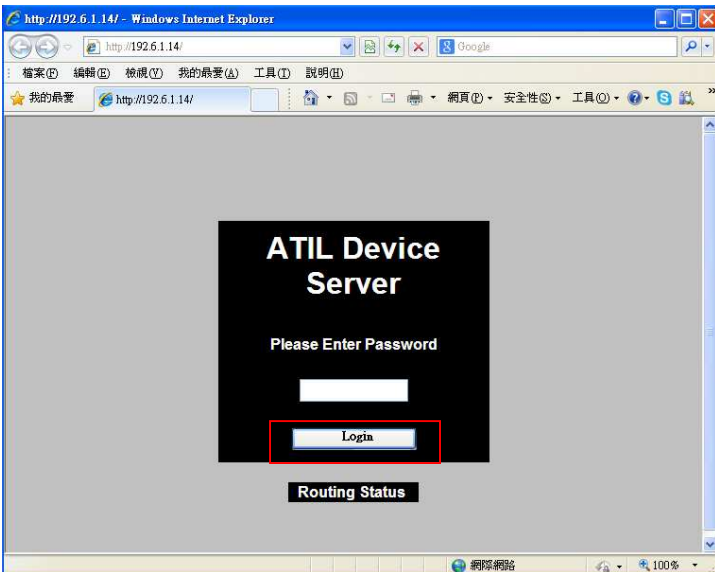 http://192.6.1.14/ - Windows Internet Explorer
http://192.6.1.14/
Google
檔案(F) 編輯(E) 檢視(V) 我的最愛(A) 工具(T) 說明(H)
我的最愛 http://192.6.1.14/ 網頁(P) 安全性(S) 工具(O) »
ATIL Device
Server
Please Enter Password
Login
Routing Status
網際網路 100%